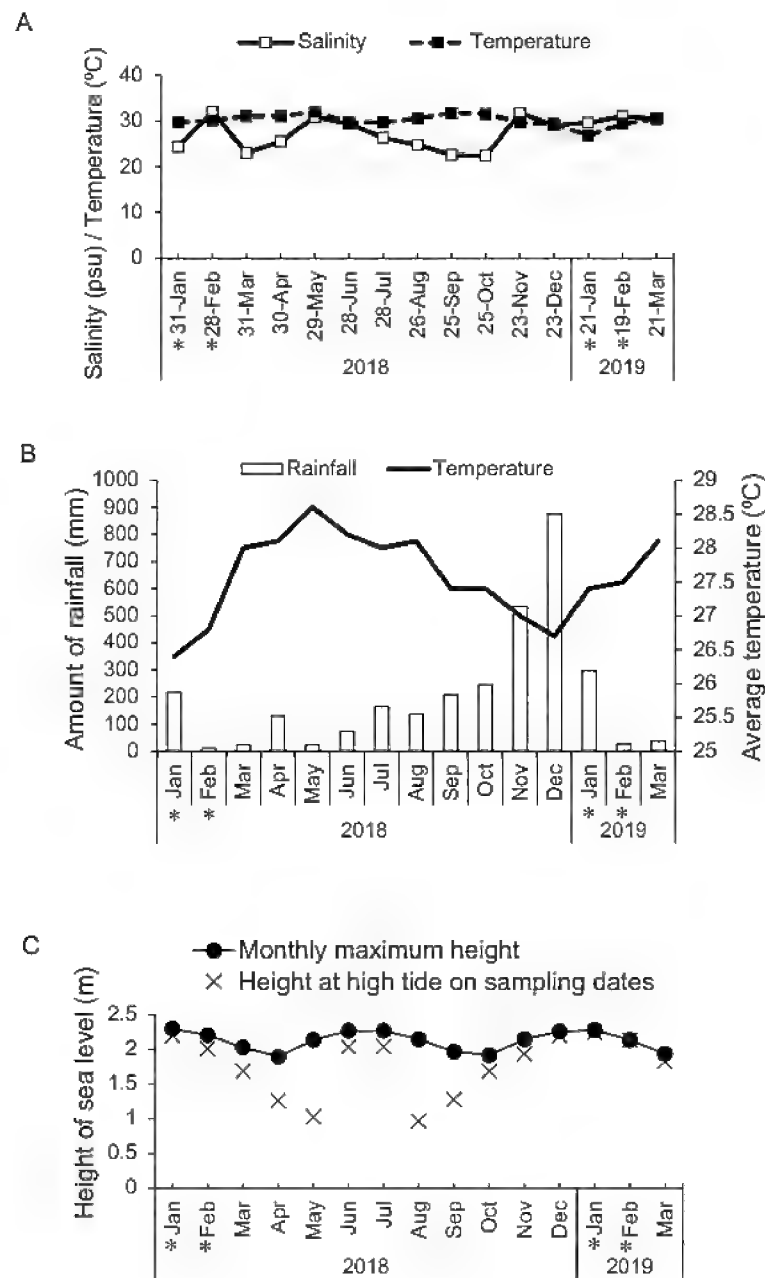 A
Salinity Temperature
Salinity (psu) / Temperature (ºC)
40
30
20
10
0
*31-Jan *28-Feb 31-Mar 30-Apr 29-May 28-Jun 28-Jul 26-Aug 25-Sep 25-Oct 23-Nov 23-Dec *21-Jan *19-Feb 21-Mar
2018 2019
B
Rainfall Temperature
Amount of rainfall (mm)
Average temperature (ºC)
1000 29
900 28.5
800
700 28
600 27.5
500 27
400 26.5
300
200 26
100 25.5
0 25
* Jan * Feb Mar Apr May Jun Jul Aug Sep Oct Nov Dec * Jan * Feb Mar
2018 2019
C
Monthly maximum height
Height at high tide on sampling dates
Height of sea level (m)
2.5
2
1.5
1
0.5
0
*Jan *Feb Mar Apr May Jun Jul Aug Sep Oct Nov Dec *Jan *Feb Mar
2018 2019